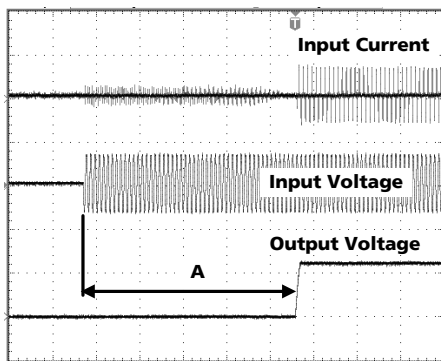 T
Input Current
Input Voltage
Output Voltage
A